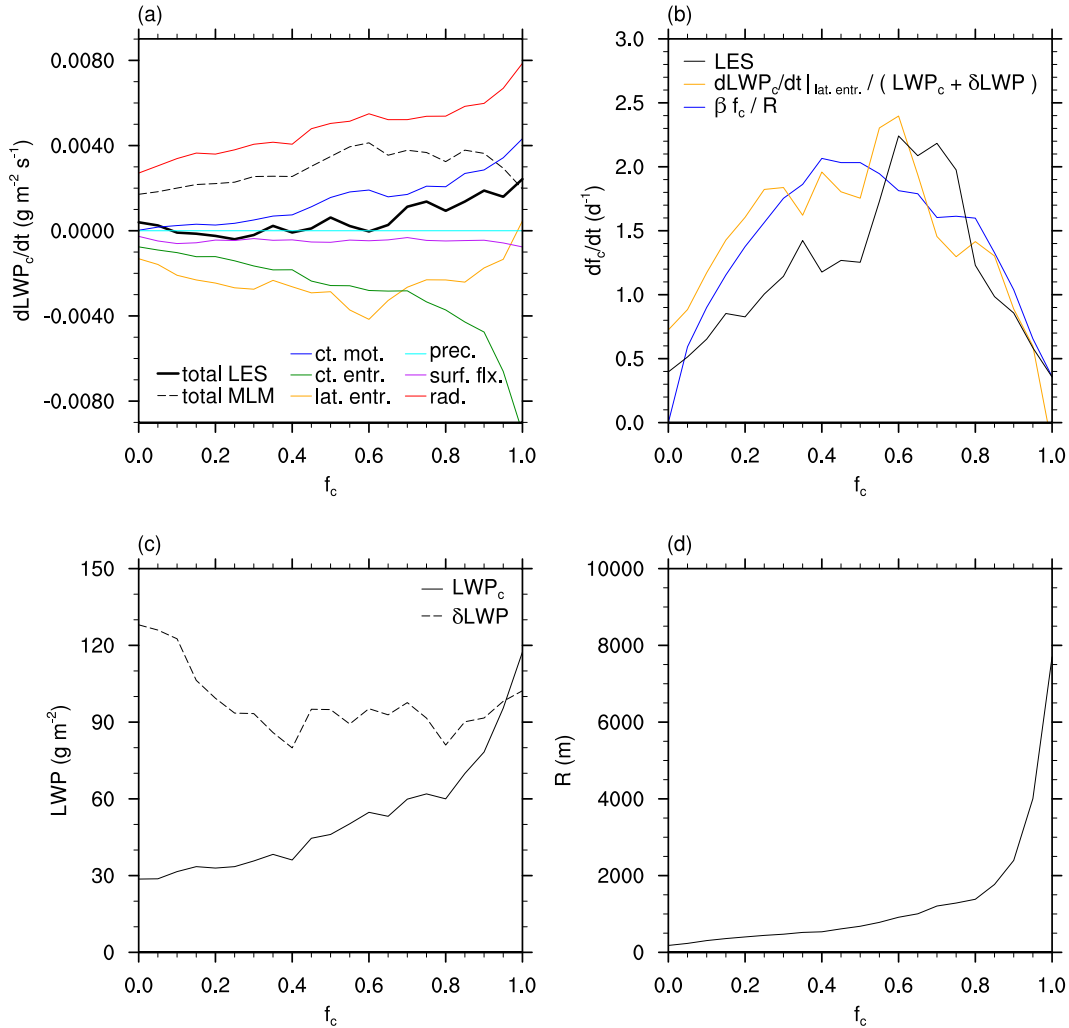 (a)
0.0080
0.0040
0.0000
-0.0040
-0.0080
dLWPc/dt (g m-2 s-1)
total LES
total MLM
ct. mot.
ct. entr.
lat. entr.
prec.
surf. flx.
rad.
0.0 0.2 0.4 0.6 0.8 1.0
fc
(b)
3.0
2.5
2.0
1.5
1.0
0.5
0.0
dfc/dt (d-1)
LES
dLWPc/dt|lat. entr. / ( LWPc + δLWP )
β fc / R
0.0 0.2 0.4 0.6 0.8 1.0
fc
(c)
150
120
90
60
30
0
LWP (g m-2)
LWPc
δLWP
0.0 0.2 0.4 0.6 0.8 1.0
fc
(d)
10000
8000
6000
4000
2000
0
R (m)
0.0 0.2 0.4 0.6 0.8 1.0
fc